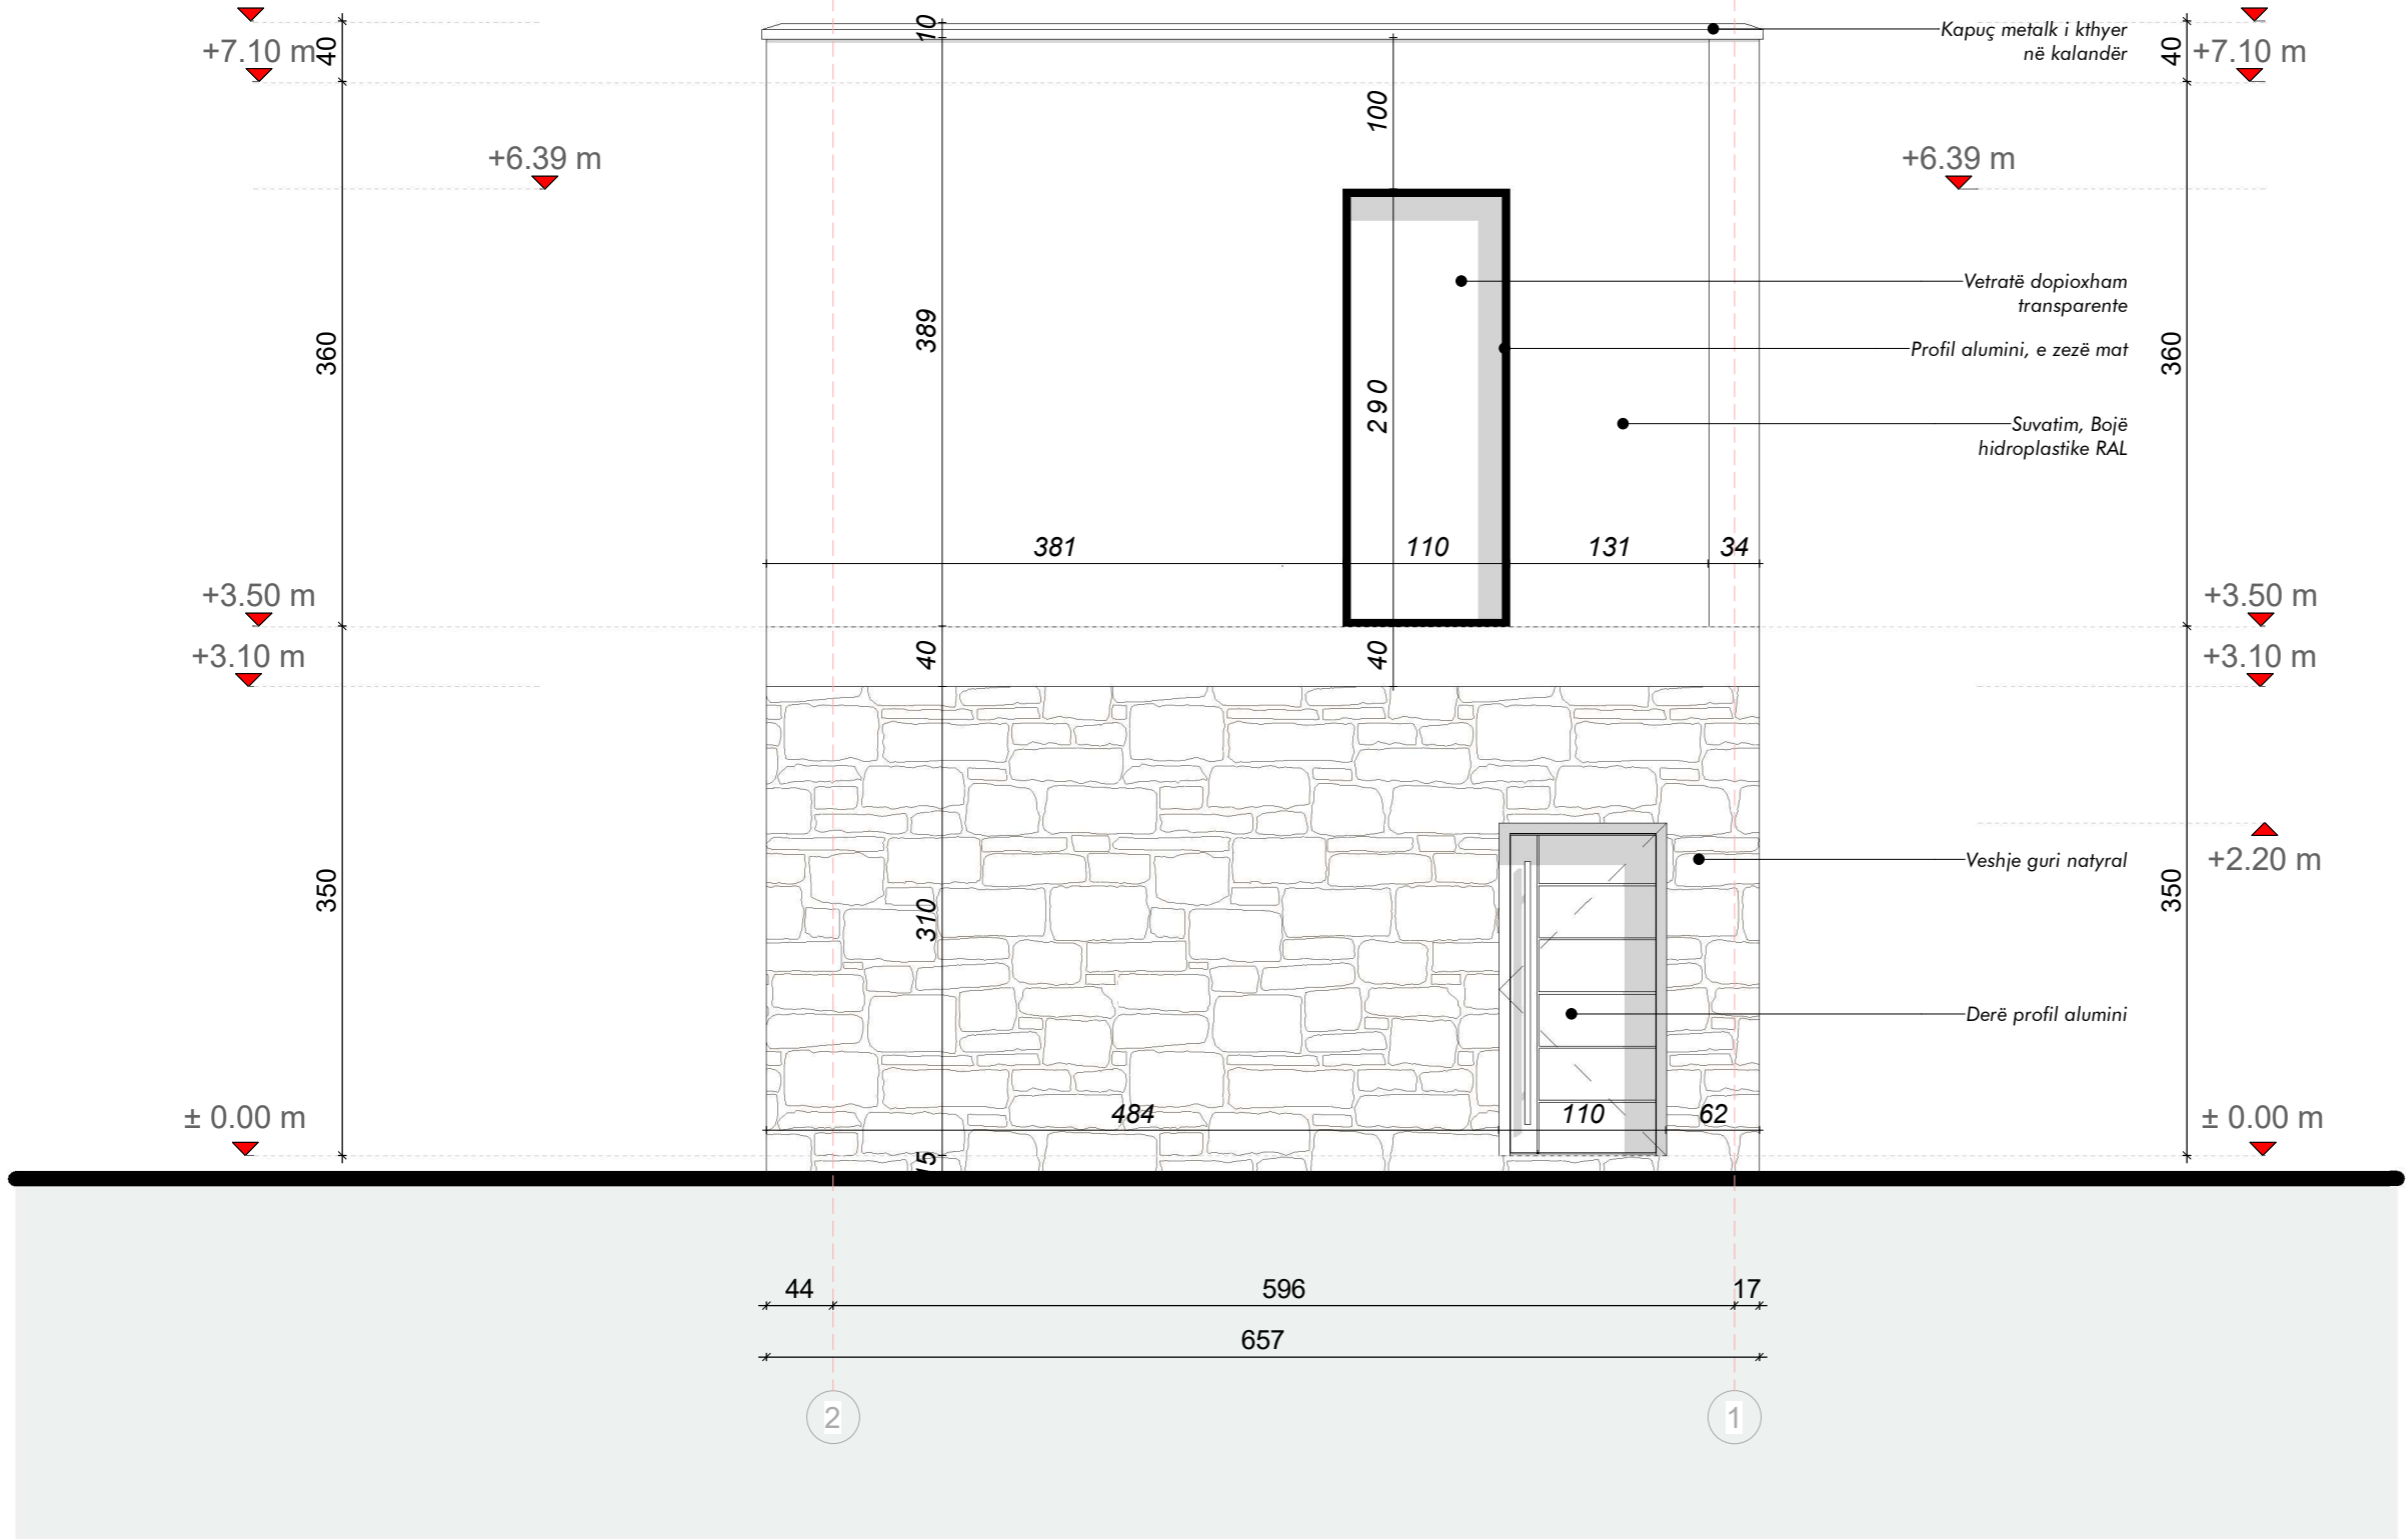 10
Kapuç metalk i kthyer
në kalandër
+7.10 m
40
40
+7.10 m
100
+6.39 m
+6.39 m
Vetratë dopioxham
transparente
389
360
Profil alumini, e zezë mat
360
290
Suvatim, Bojë
hidroplastike RAL
381
110
131
34
+3.50 m
+3.50 m
+3.10 m
40
40
+3.10 m
Veshje guri natyral
+2.20 m
350
310
350
Derë profil alumini
± 0.00 m
484
110
62
± 0.00 m
15
44
596
17
657
2
1